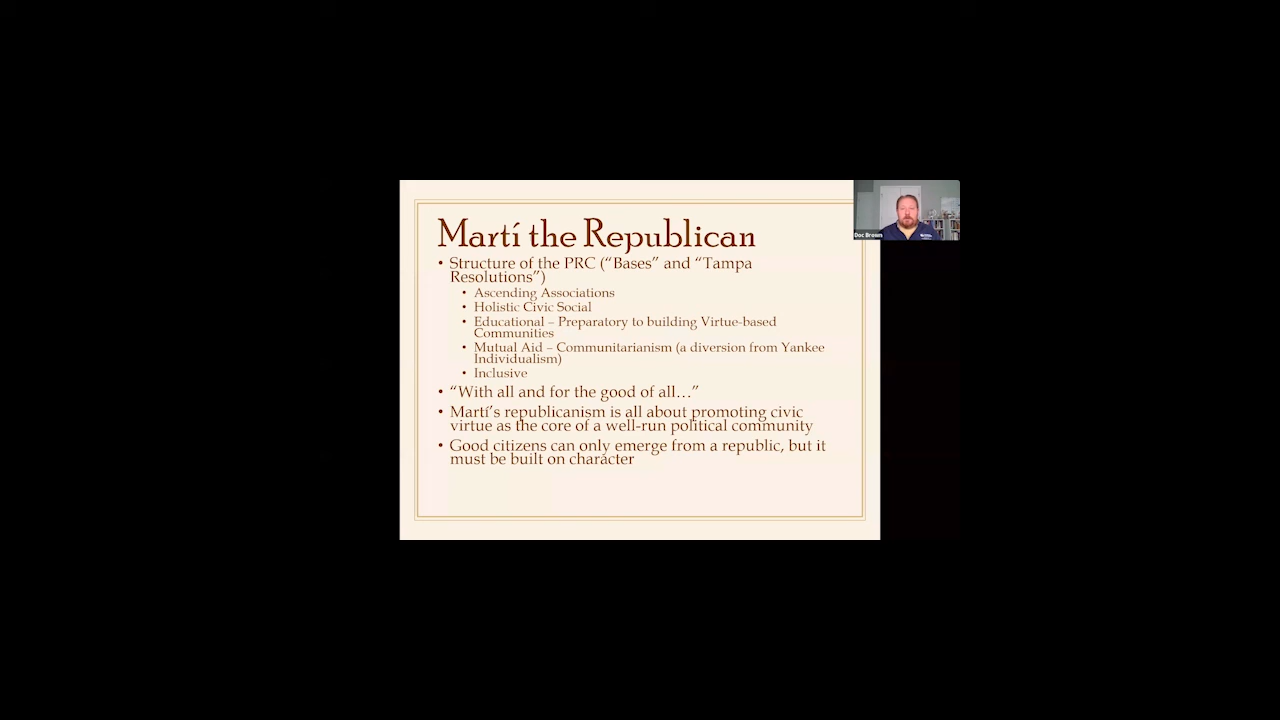 Martí the Republican
• Structure of the PRC (“Bases” and “Tampa
Resolutions”)
• Ascending Associations
• Holistic Civic Social
• Educational – Preparatory to building Virtue-based
Communities
• Mutual Aid – Communitarianism (a diversion from Yankee
Individualism)
• Inclusive
• “With all and for the good of all…”
• Martí’s republicanism is all about promoting civic
virtue as the core of a well-run political community
• Good citizens can only emerge from a republic, but it
must be built on character
Doc Brown